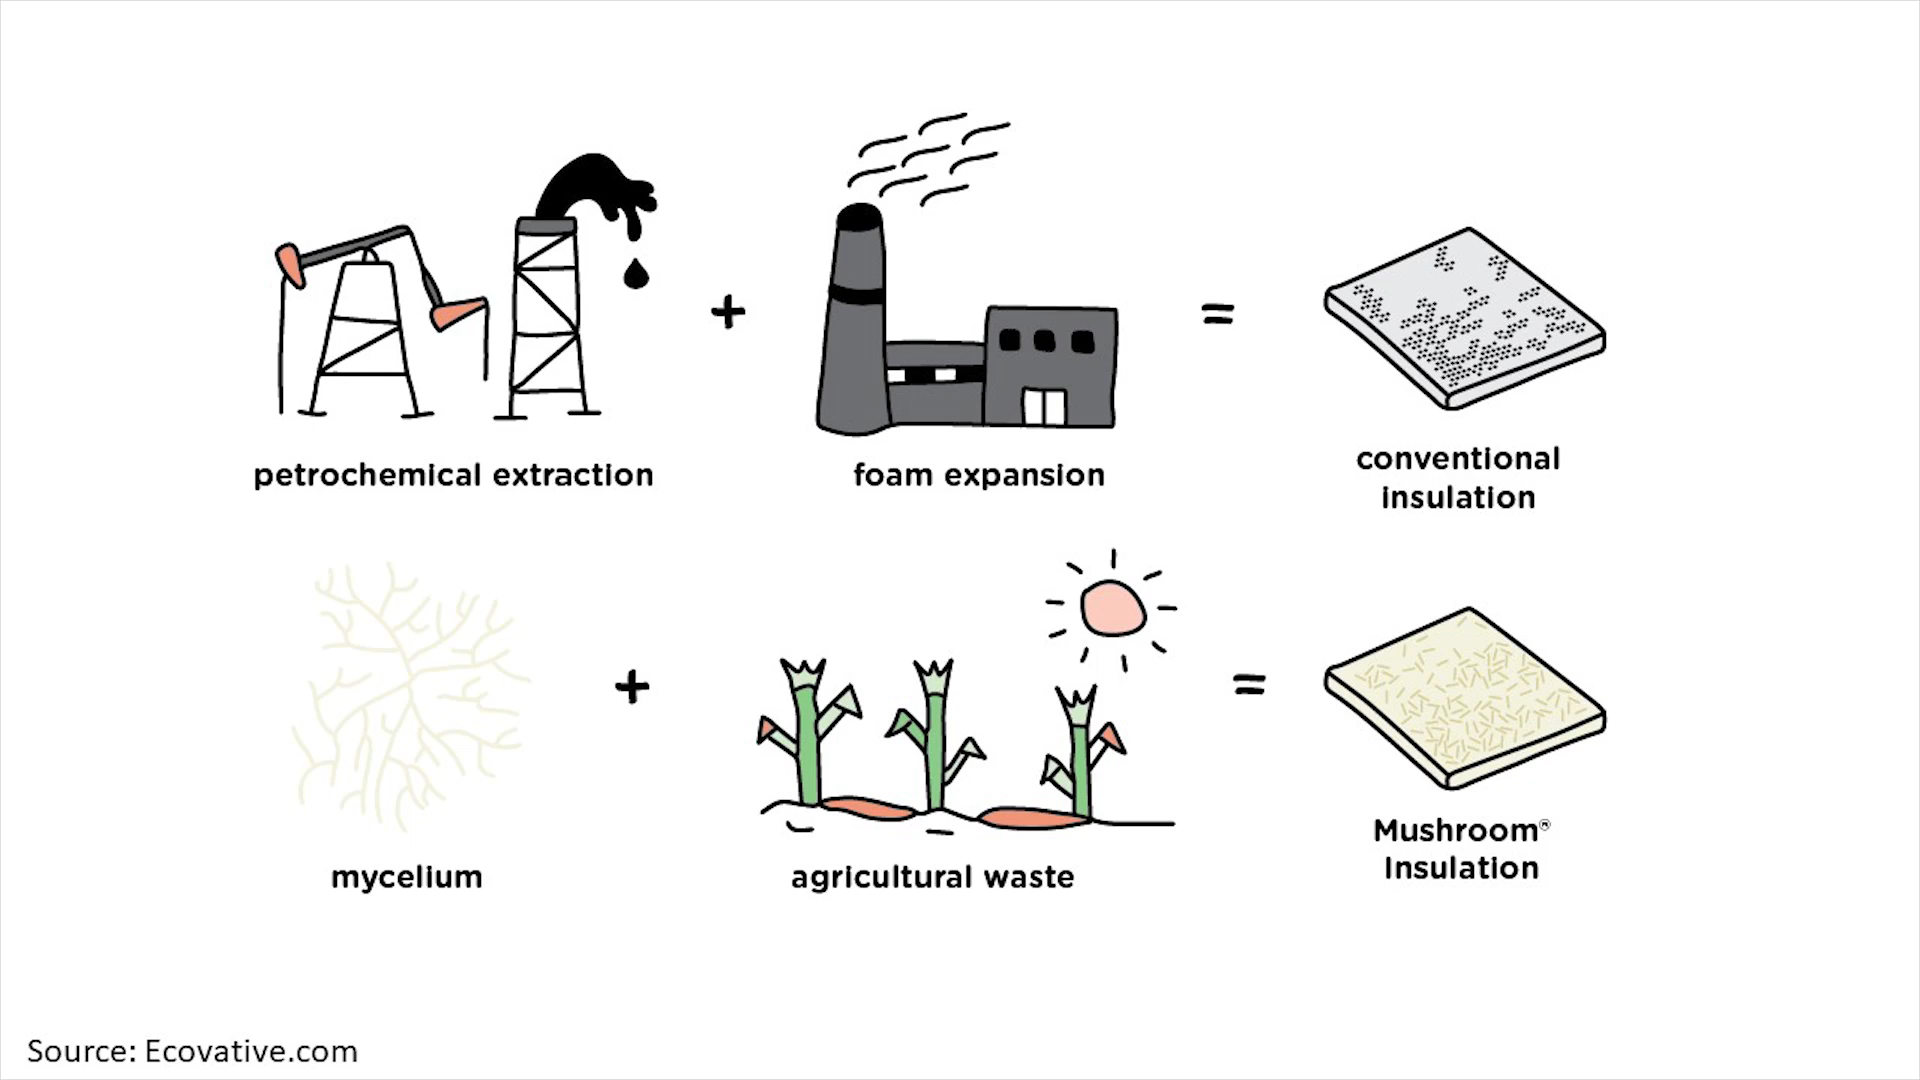 petrochemical extraction
+
foam expansion
=
conventional
insulation
mycelium
+
agricultural waste
=
Mushroom®
Insulation
Source: Ecovative.com